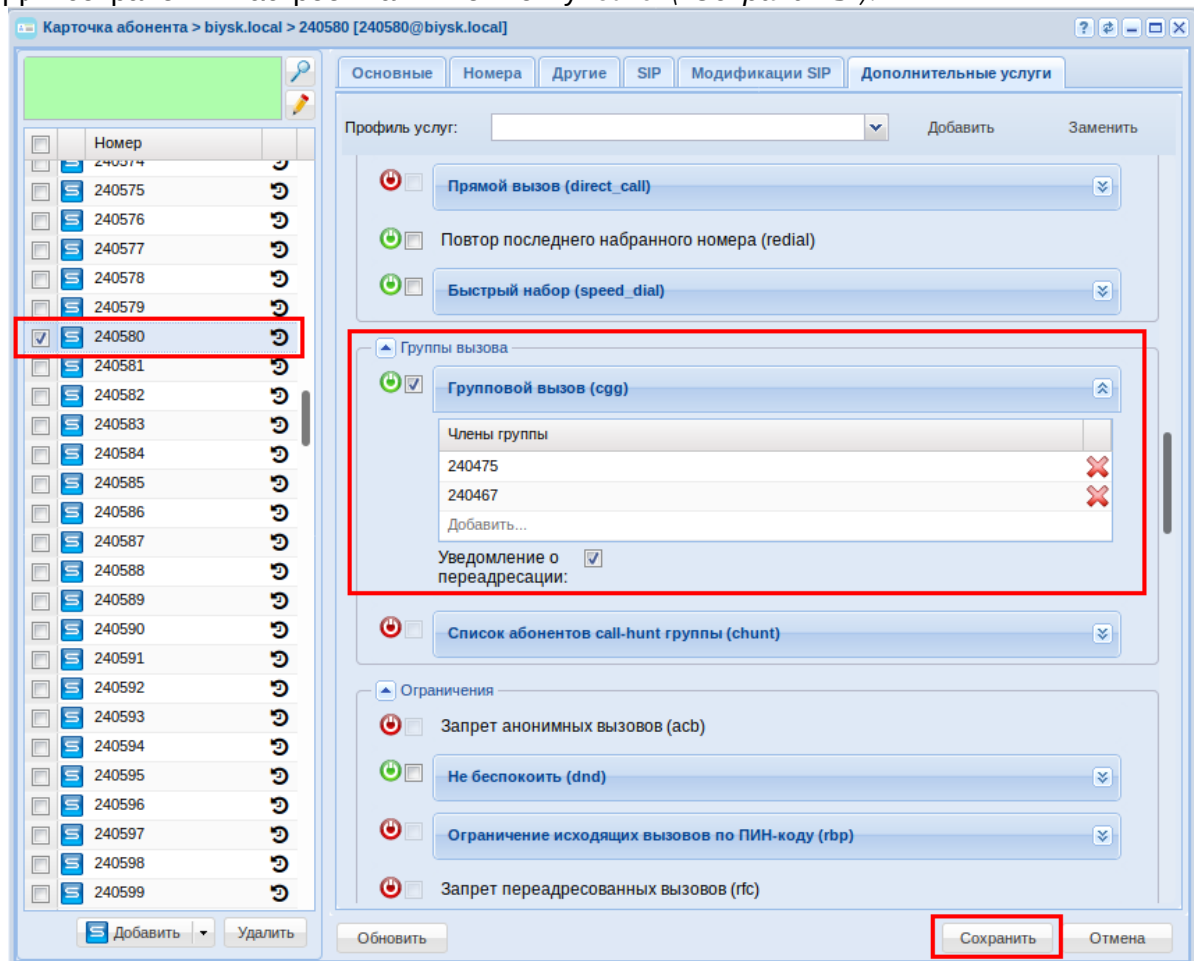 Карточка абонента > biysk.local > 240580 [240580@biysk.local]
Основные Номера Другие SIP Модификации SIP Дополнительные услуги
Профиль услуг: Добавить Заменить
Номер
240574
240575
240576
240577
240578
240579
240580
240581
240582
240583
240584
240585
240586
240587
240588
240589
240590
240591
240592
240593
240594
240595
240596
240597
240598
240599
Добавить Удалить
Прямой вызов (direct_call)
Повтор последнего набранного номера (redial)
Быстрый набор (speed_dial)
Группы вызова
Групповой вызов (cgg)
Члены группы
240475
240467
Добавить...
Уведомление о
переадресации:
Список абонентов call-hunt группы (chunt)
Ограничения
Запрет анонимных вызовов (acb)
Не беспокоить (dnd)
Ограничение исходящих вызовов по ПИН-коду (rbp)
Запрет переадресованных вызовов (rfc)
Обновить Сохранить Отмена